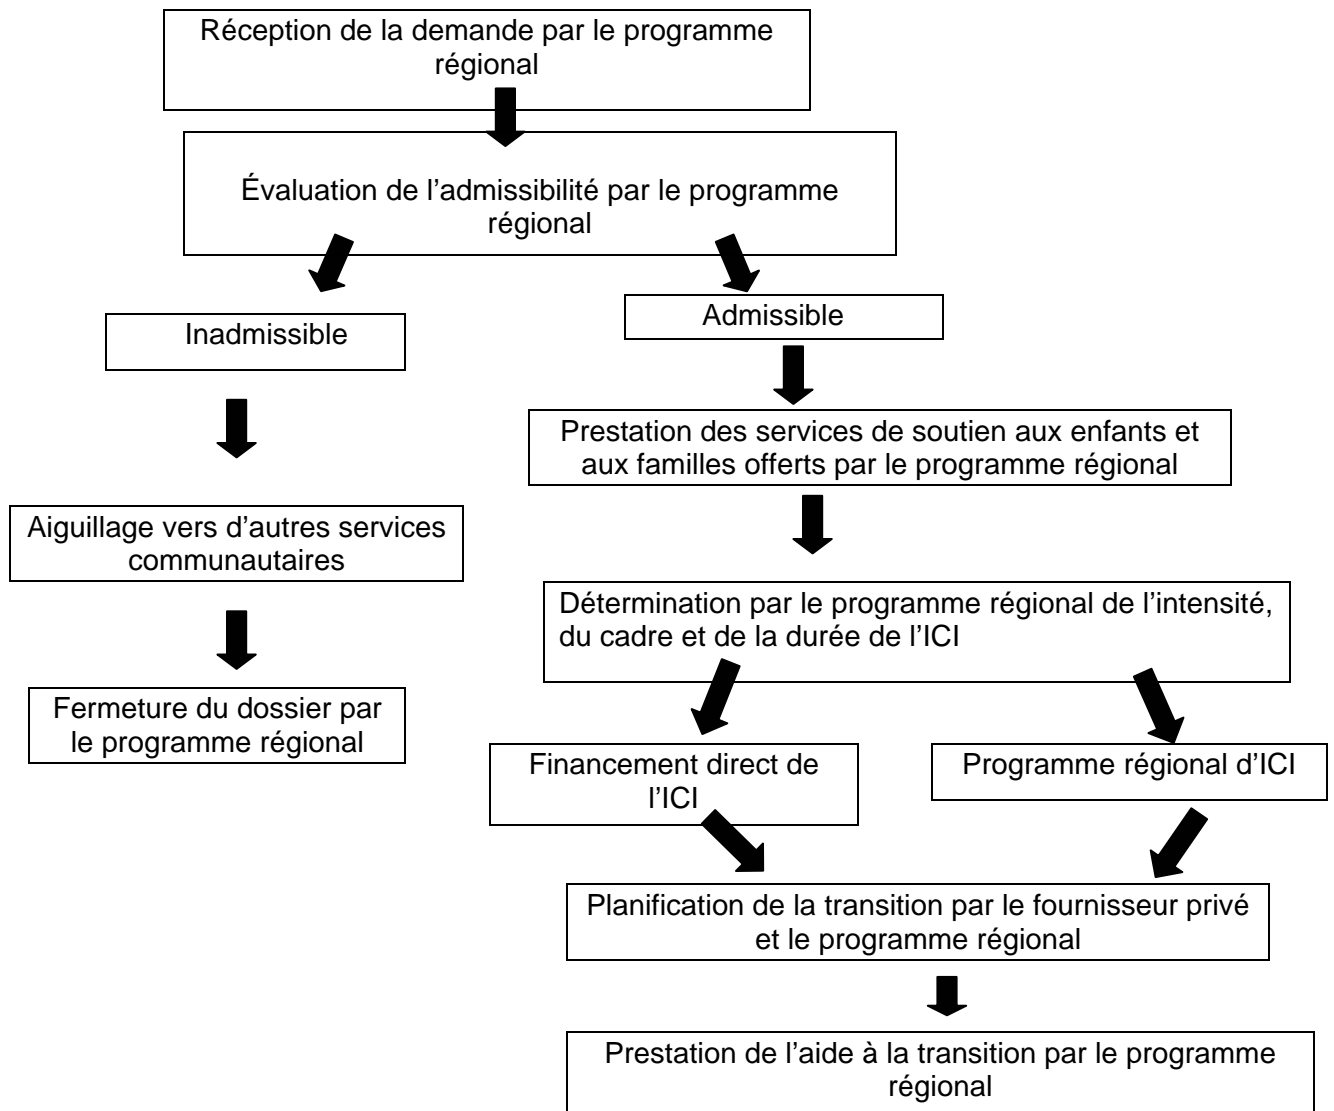 Réception de la demande par le programme
régional
Évaluation de l’admissibilité par le programme
régional
Inadmissible
Admissible
Prestation des services de soutien aux enfants et
aux familles offerts par le programme régional
Aiguillage vers d’autres services
communautaires
Détermination par le programme régional de l’intensité,
du cadre et de la durée de l’ICI
Fermeture du dossier par
le programme régional
Financement direct de
l’ICI
Programme régional d’ICI
Planification de la transition par le fournisseur privé
et le programme régional
Prestation de l’aide à la transition par le programme
régional